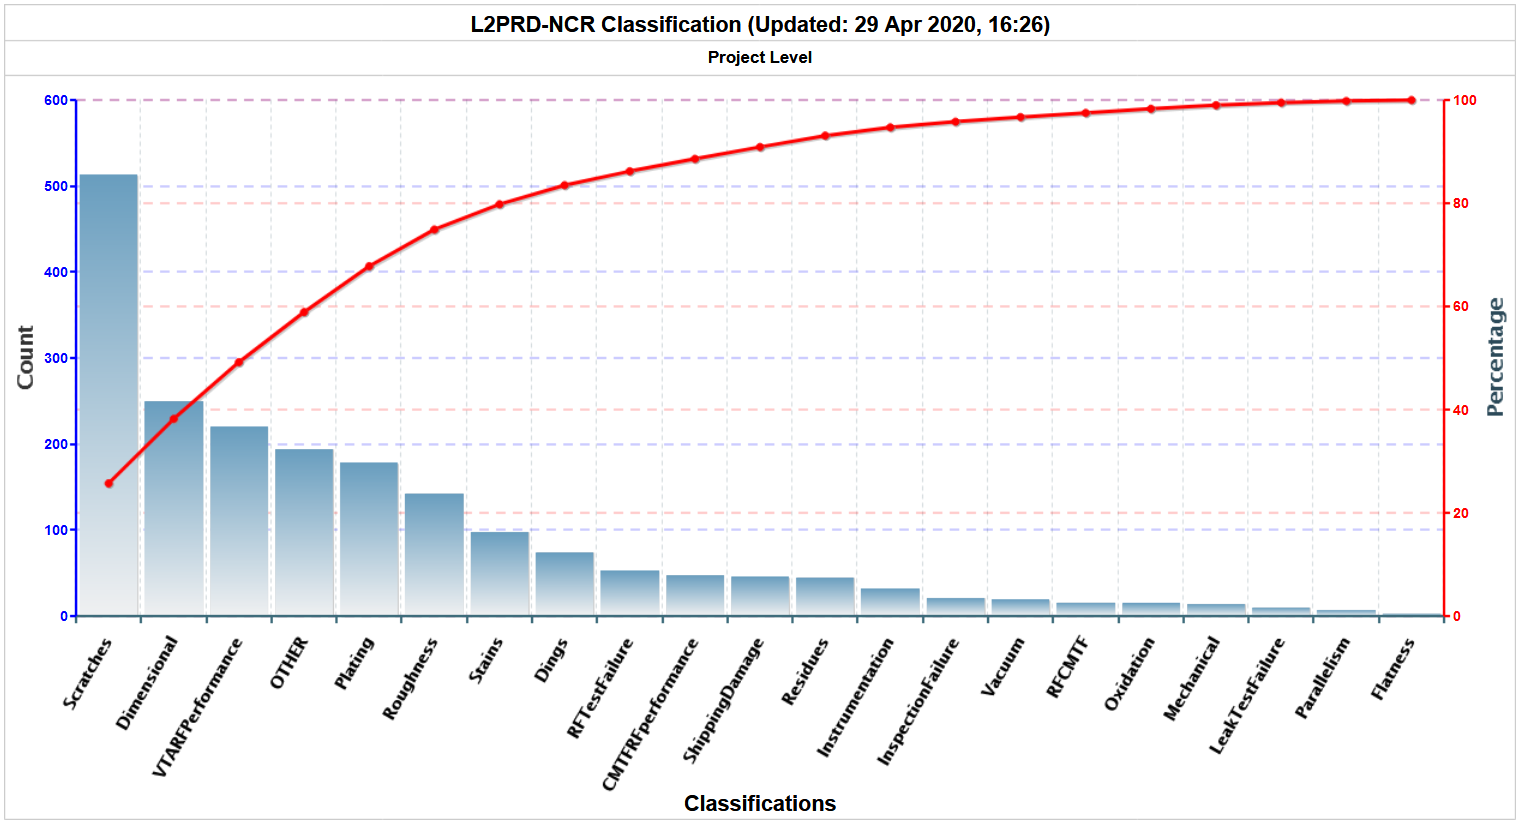 L2PRD-NCR Classification (Updated: 29 Apr 2020, 16:26)
Project Level
600
500
400
300
200
100
0
Count
100
80
60
40
20
0
Percentage
Scratches
Dimensional
VTARFPerformance
OTHER
Plating
Roughness
Stains
Dings
RFTestFailure
CMTFRFperformance
ShippingDamage
Residues
Instrumentation
InspectionFailure
Vacuum
RFCMTF
Oxidation
Mechanical
LeakTestFailure
Parallelism
Flatness
Classifications